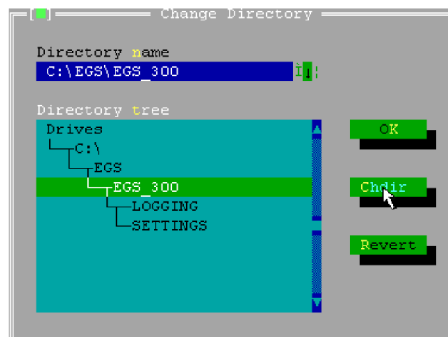 Change Directory
Directory name
C:\EGS\EGS_300
Directory tree
Drives
C:\
EGS
EGS_300
LOGGING
SETTINGS
OK
Chdir
Revert